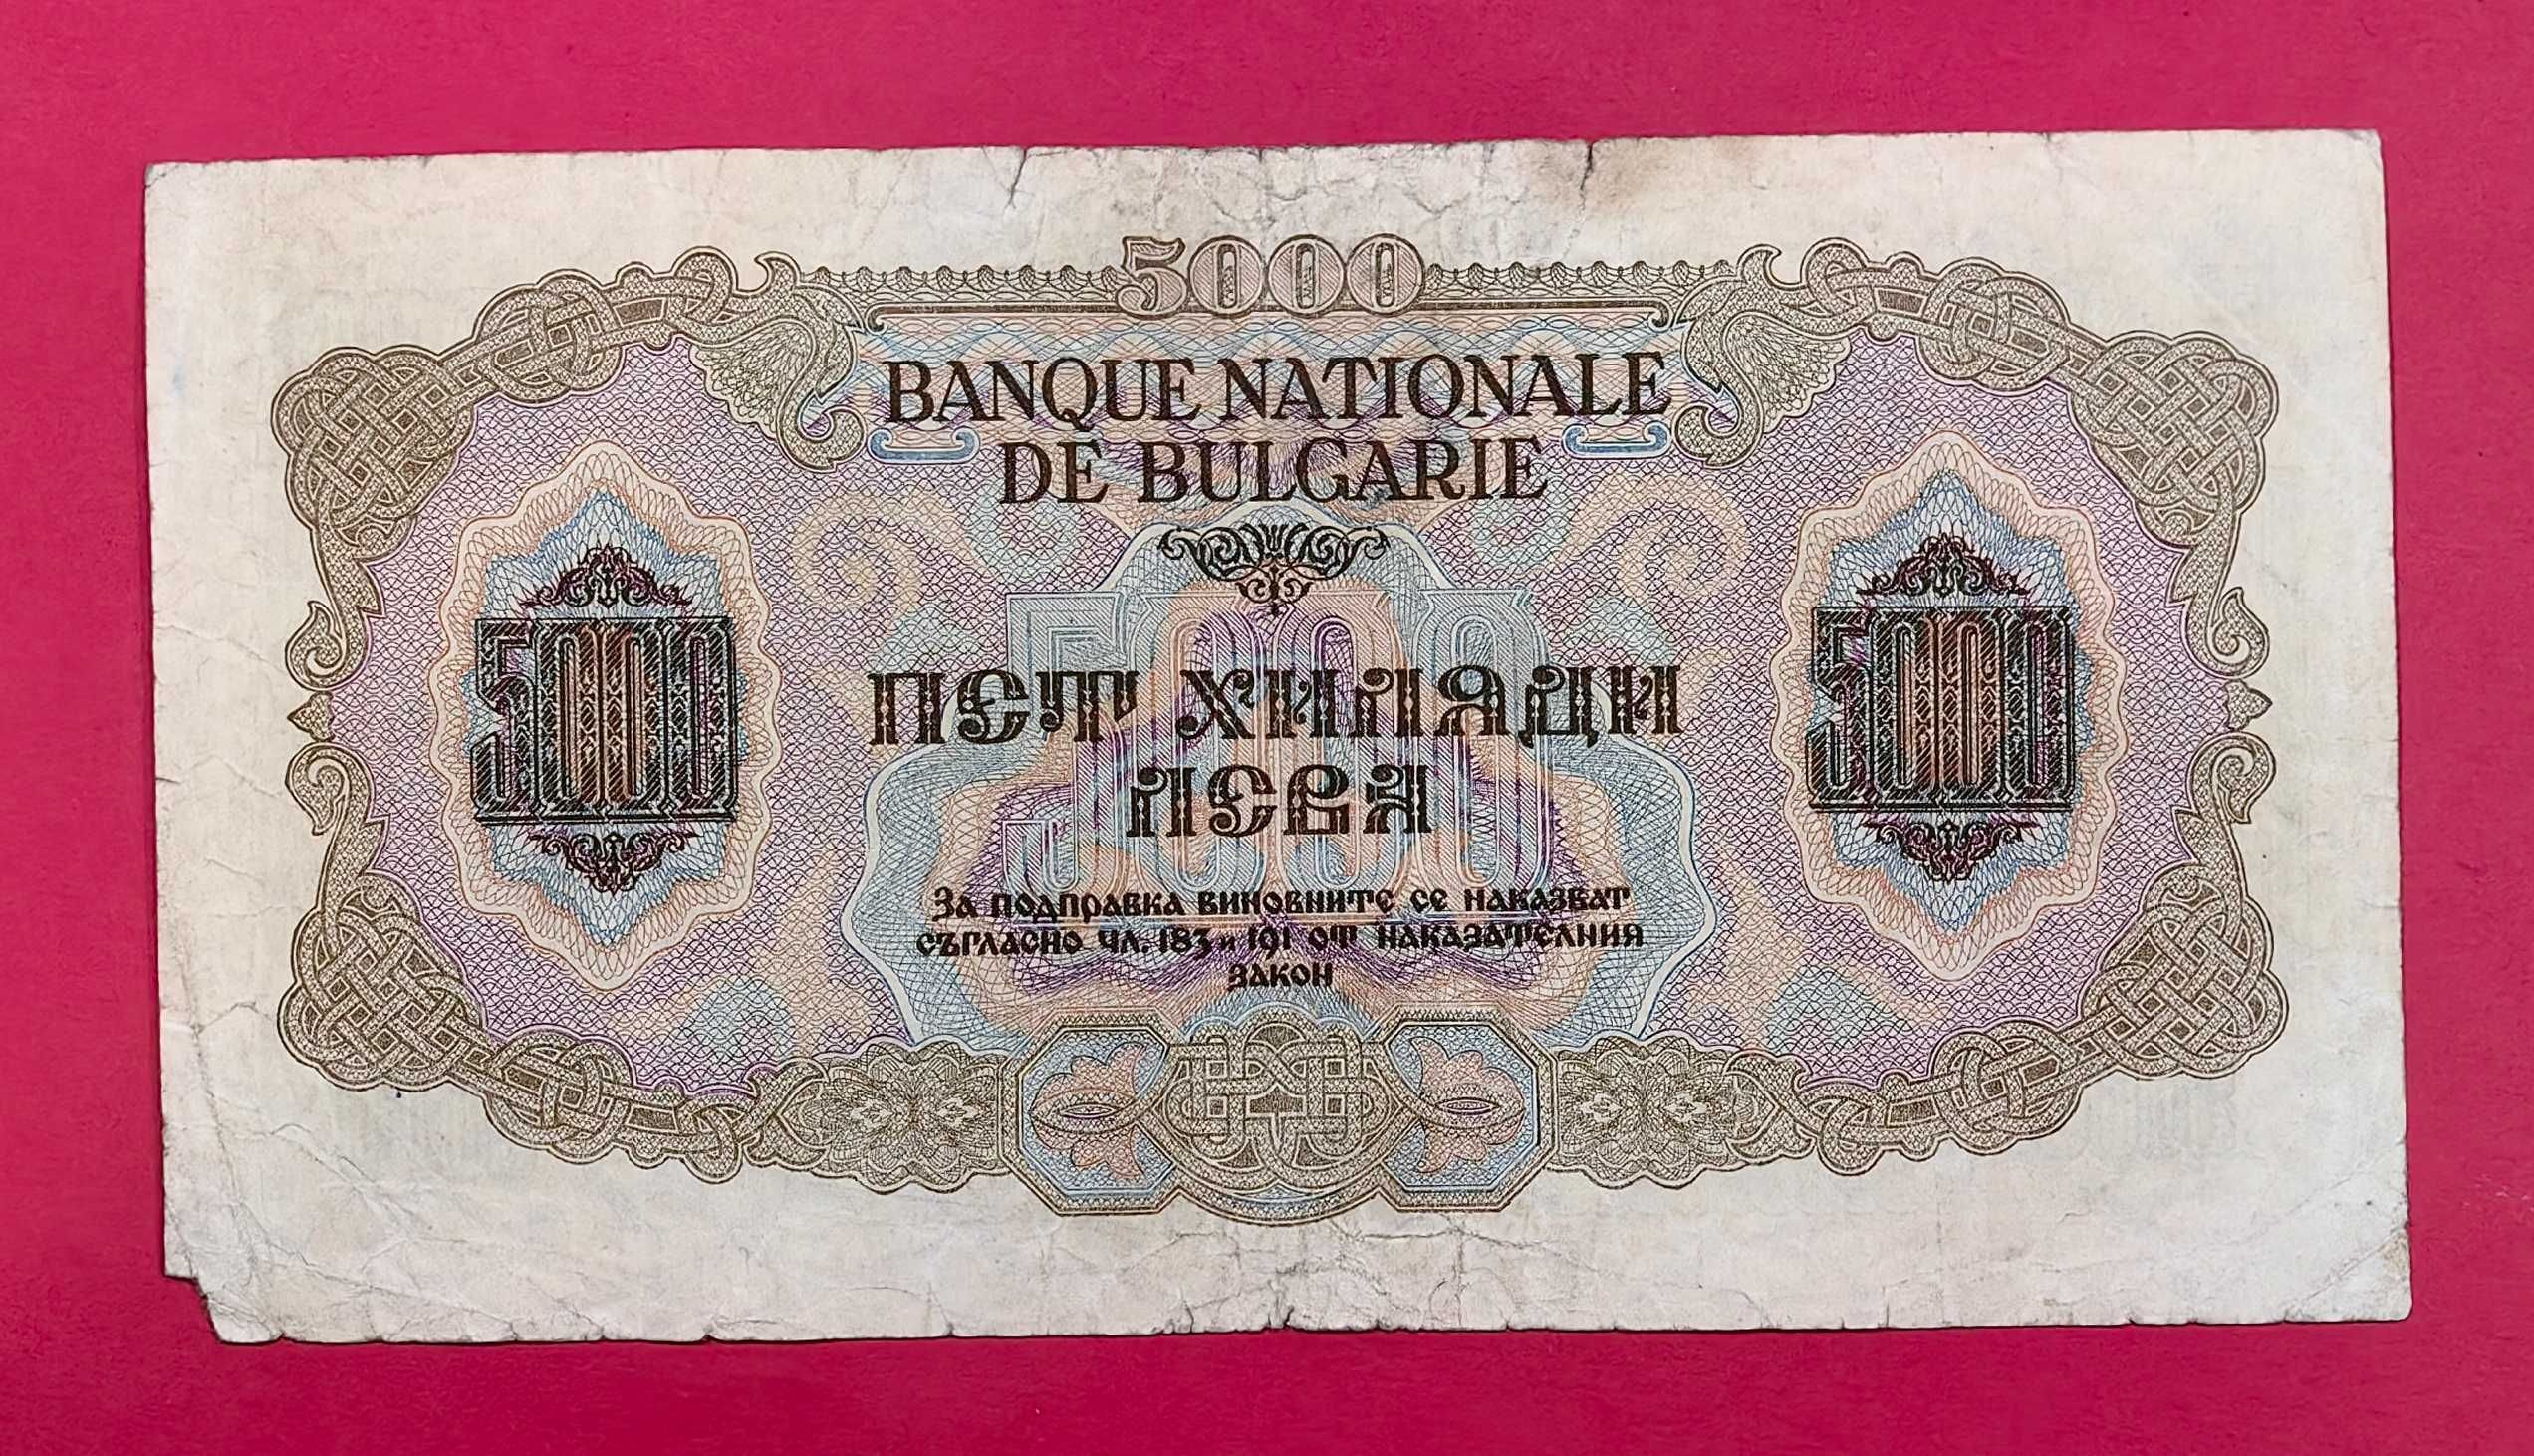 5000
BANQUE NATIONALE
DE BULGARIE
5000
5000
5000
ПЕТ ХИЛЯДИ
ЛЕВА
За подправка виновните се наказват
съгласно чл. 183 и 191 от наказателния
закон